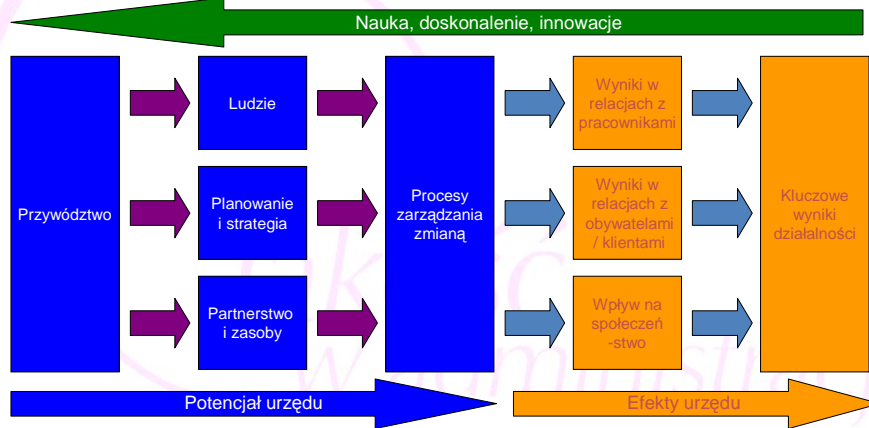 Nauka, doskonalenie, innowacje
Przywództwo
Ludzie
Planowanie
i strategia
Partnerstwo
i zasoby
Procesy
zarządzania
zmianą
Wyniki w
relacjach z
pracownikami
Wyniki w
relacjach z
obywatelami
/ klientami
Wpływ na
społeczeń
-stwo
Kluczowe
wyniki
działalności
Potencjał urzędu
Efekty urzędu